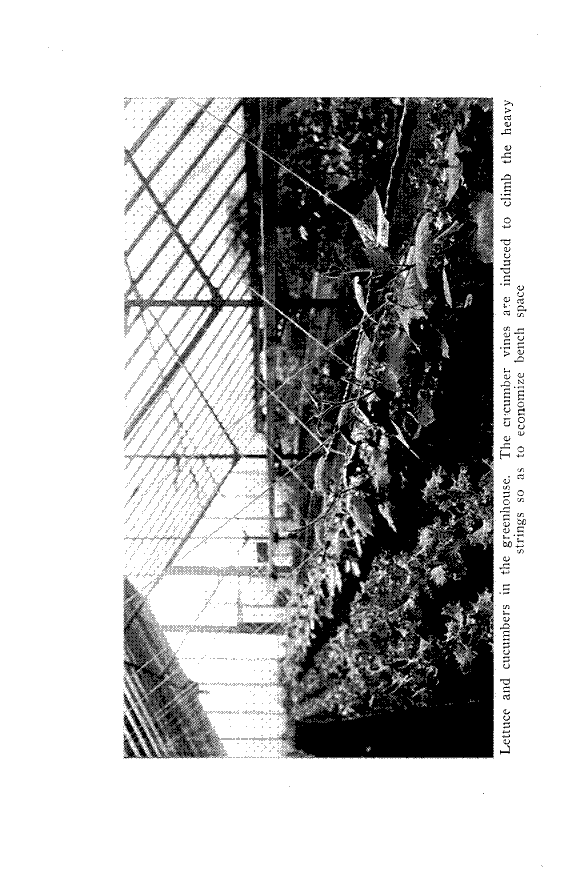 Lettuce and cucumbers in the greenhouse. The cucumber vines are induced to climb the heavy
strings so as to economize bench space